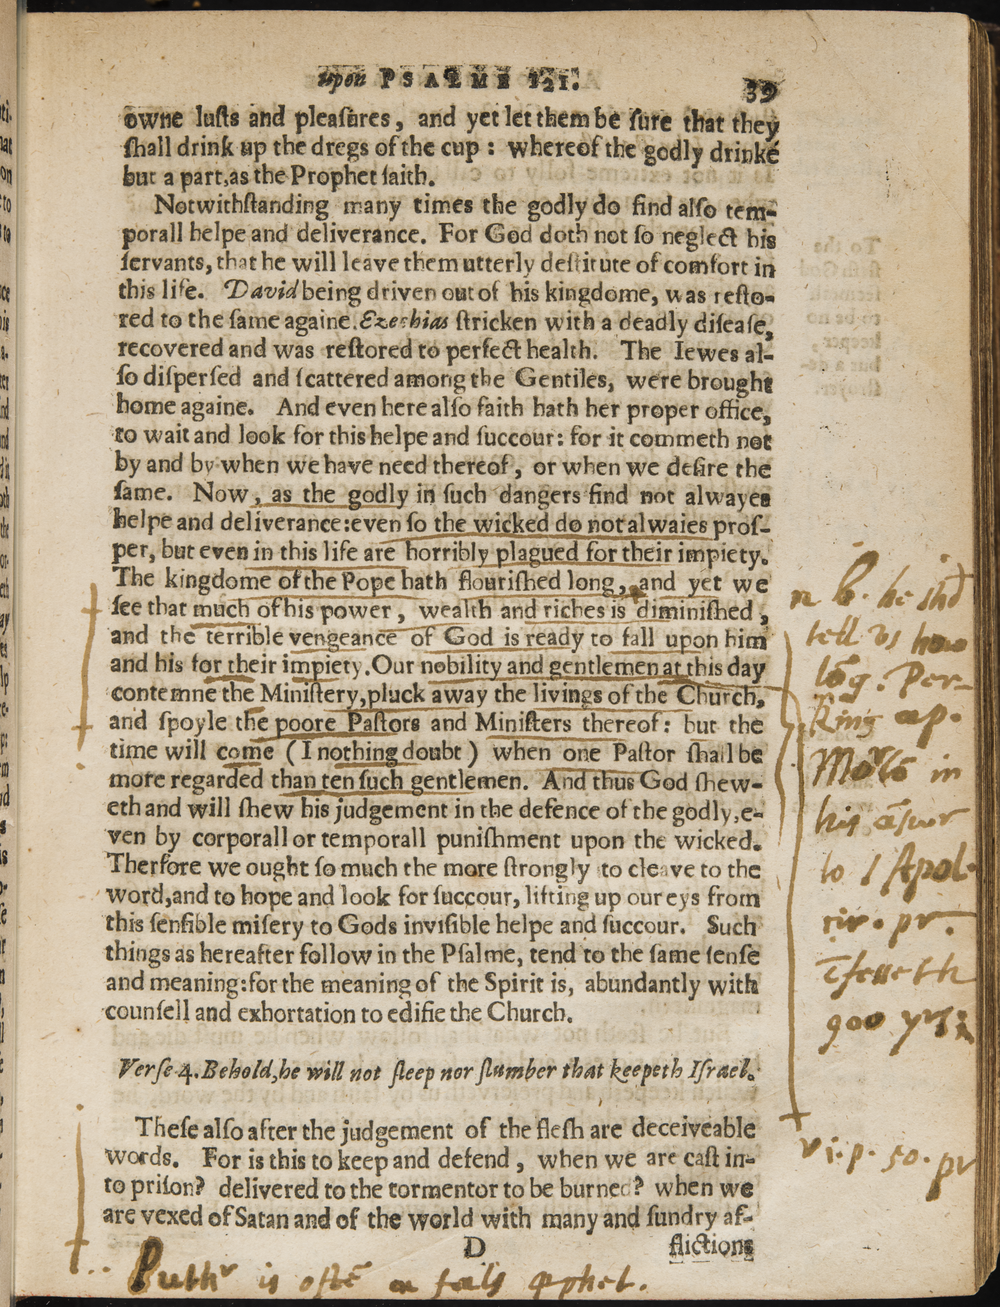 upon PSALME 121. 39
owne luſts and pleaſures, and yet let them be ſure that they
ſhall drink up the dregs of the cup : whereof the godly drinke
but a part, as the Prophet ſaith.
Notwithſtanding many times the godly do find alſo tem-
porall helpe and deliverance. For God doth not ſo neglect his
ſervants, that he will leave them utterly deſtitute of comfort in
this life. David being driven out of his kingdome, was reſto-
red to the ſame againe. Ezechias ſtricken with a deadly diſeaſe,
recovered and was reſtored to perfect health. The Iewes al-
ſo diſperſed and ſcattered among the Gentiles, were brought
home againe. And even here alſo faith hath her proper office,
to wait and look for this helpe and ſuccour: for it commeth not
by and by when we have need thereof, or when we deſire the
ſame. Now, as the godly in ſuch dangers find not alwayes
helpe and deliverance: even ſo the wicked do not alwaies proſ-
per, but even in this life are horribly plagued for their impiety.
The kingdome of the Pope hath flouriſhed long, and yet we
ſee that much of his power, wealth and riches is diminiſhed,
and the terrible vengeance of God is ready to fall upon him
and his for their impiety. Our nobility and gentlemen at this day
contemne the Miniſtery, pluck away the livings of the Church,
and ſpoyle the poore Paſtors and Miniſters thereof: but the
time will come (I nothing doubt) when one Paſtor ſhall be
more regarded than ten ſuch gentlemen. And thus God ſhew-
eth and will ſhew his judgement in the defence of the godly, e-
ven by corporall or temporall puniſhment upon the wicked.
Therfore we ought ſo much the more ſtrongly to cleave to the
word, and to hope and look for ſuccour, lifting up our eys from
this ſenſible miſery to Gods inviſible helpe and ſuccour. Such
things as hereafter follow in the Pſalme, tend to the ſame ſenſe
and meaning: for the meaning of the Spirit is, abundantly with
counſell and exhortation to edifie the Church.
Verſe 4. Behold, he will not ſleep nor ſlumber that keepeth Iſrael.
Theſe alſo after the judgement of the fleſh are deceiveable
words. For is this to keep and defend, when we are caſt in-
to priſon? delivered to the tormentor to be burned? when we
are vexed of Satan and of the world with many and ſundry af-
D flictions
n b. he shd
tell us how
lōg. Per-
King ap.
in
his
to / Apol.
pr.
900 yrs
p. 50. pr
is oftē a fals